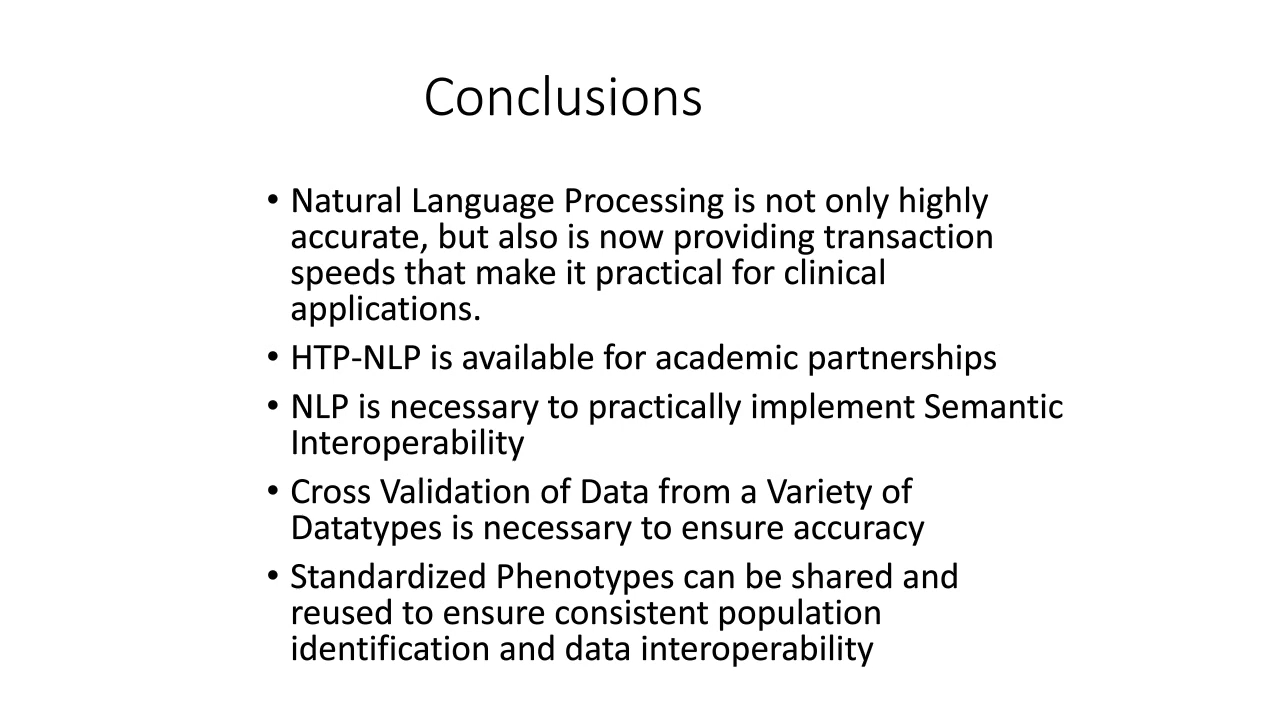 Conclusions
• Natural Language Processing is not only highly
accurate, but also is now providing transaction
speeds that make it practical for clinical
applications.
• HTP-NLP is available for academic partnerships
• NLP is necessary to practically implement Semantic
Interoperability
• Cross Validation of Data from a Variety of
Datatypes is necessary to ensure accuracy
• Standardized Phenotypes can be shared and
reused to ensure consistent population
identification and data interoperability